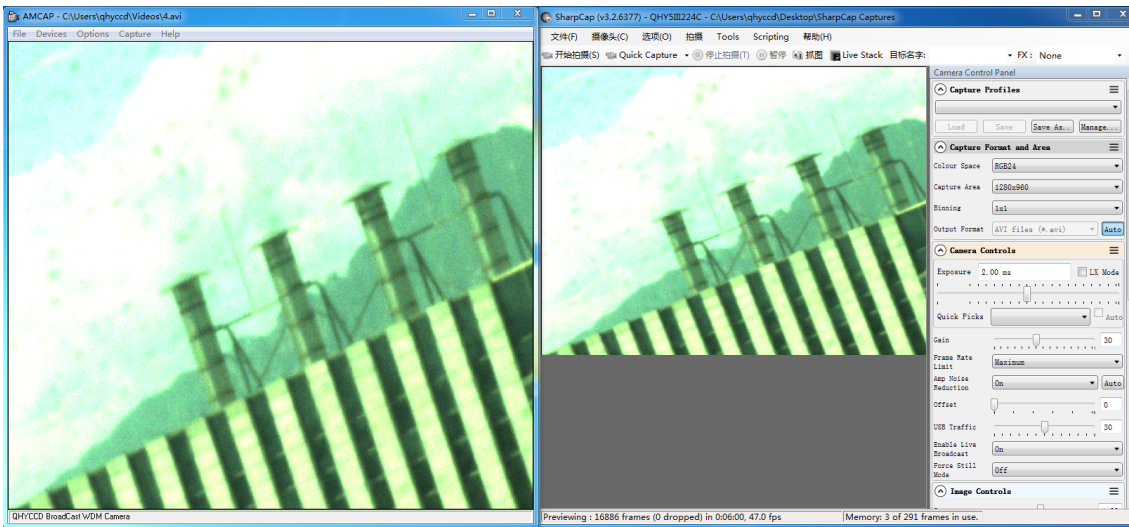 AMCAP - C:\Users\qhyccd\Videos\4.avi
File Devices Options Capture Help
QHYCCD BroadCast WDM Camera
SharpCap (v3.2.6377) - QHY5III224C - C:\Users\qhyccd\Desktop\SharpCap Captures
文件(F) 摄像头(C) 选项(O) 拍摄 Tools Scripting 帮助(H)
开始拍摄(S) Quick Capture 停止拍摄(T) 暂停 抓图 Live Stack 目标名字: FX : None
Camera Control Panel
Capture Profiles
Load Save Save As.. Manage...
Capture Format and Area
Colour Space RGB24
Capture Area 1280x960
Binning 1x1
Output Format AVI files (*.avi) Auto
Camera Controls
Exposure 2.00 ms LX Mode
Quick Picks Auto
Gain 30
Frame Rate Limit Maximum
Amp Noise Reduction On Auto
Offset 0
USB Traffic 30
Enable Live Broadcast On
Force Still Mode Off
Image Controls
Previewing : 16886 frames (0 dropped) in 0:06:00, 47.0 fps Memory: 3 of 291 frames in use.